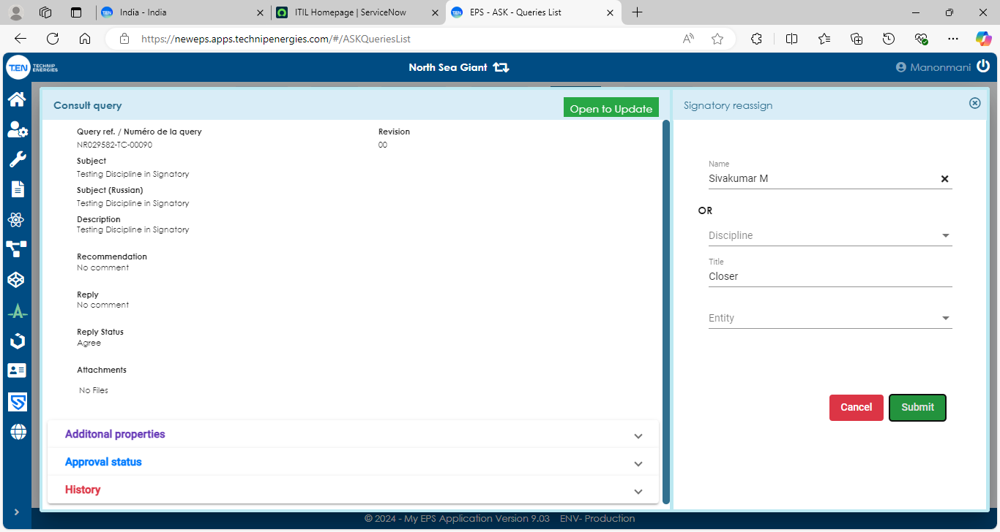 India - India
ITIL Homepage | ServiceNow
EPS - ASK - Queries List
https://neweps.apps.technipenergies.com/#/ASKQueriesList
T.EN TECHNIP ENERGIES
North Sea Giant
Manonmani
Consult query
Open to Update
Query ref. / Numéro de la query
Revision
NR029582-TC-00090
00
Subject
Testing Discipline in Signatory
Subject (Russian)
Testing Discipline in Signatory
Description
Testing Discipline in Signatory
Recommendation
No comment
Reply
No comment
Reply Status
Agree
Attachments
No Files
Additonal properties
Approval status
History
Signatory reassign
Name
Sivakumar M
OR
Discipline
Title
Closer
Entity
Cancel
Submit
© 2024 - My EPS Application Version 9.03 ENV- Production